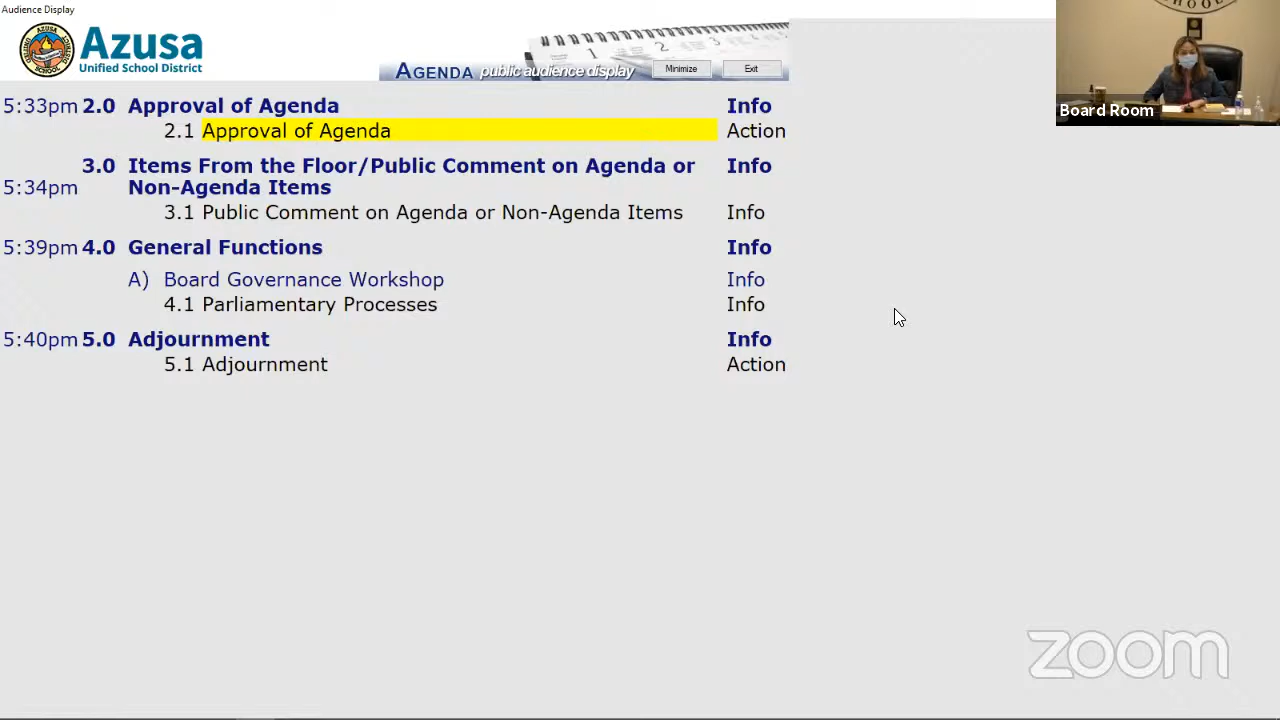 Audience Display
Azusa
Unified School District
AGENDA public audience display
Minimize
Exit
1 2 3
SCHOOL
Board Room
5:33pm 2.0 Approval of Agenda Info
2.1 Approval of Agenda Action
3.0 Items From the Floor/Public Comment on Agenda or Info
5:34pm Non-Agenda Items
3.1 Public Comment on Agenda or Non-Agenda Items Info
5:39pm 4.0 General Functions Info
A) Board Governance Workshop Info
4.1 Parliamentary Processes Info
5:40pm 5.0 Adjournment Info
5.1 Adjournment Action
zoom